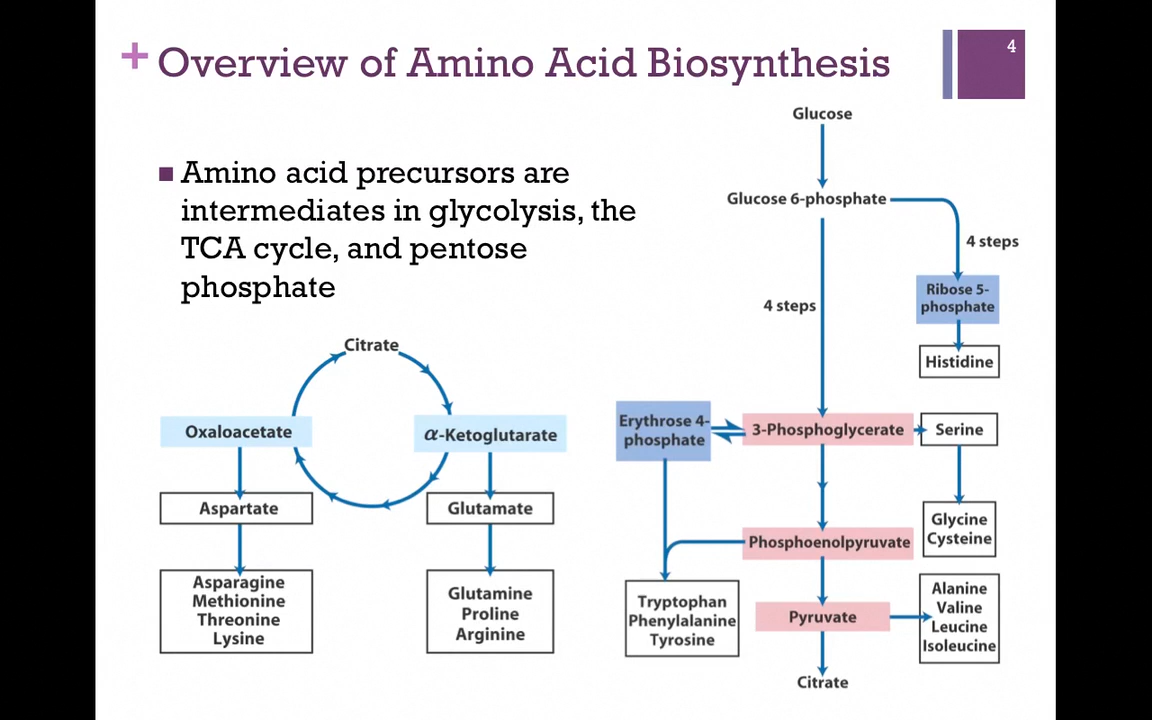 + Overview of Amino Acid Biosynthesis
4
■ Amino acid precursors are
intermediates in glycolysis, the
TCA cycle, and pentose
phosphate
Citrate
Oxaloacetate
α-Ketoglutarate
Aspartate
Glutamate
Asparagine
Methionine
Threonine
Lysine
Glutamine
Proline
Arginine
Glucose
Glucose 6-phosphate
4 steps
4 steps
Ribose 5-
phosphate
Histidine
Erythrose 4-
phosphate
3-Phosphoglycerate
Serine
Glycine
Cysteine
Phosphoenolpyruvate
Tryptophan
Phenylalanine
Tyrosine
Pyruvate
Alanine
Valine
Leucine
Isoleucine
Citrate